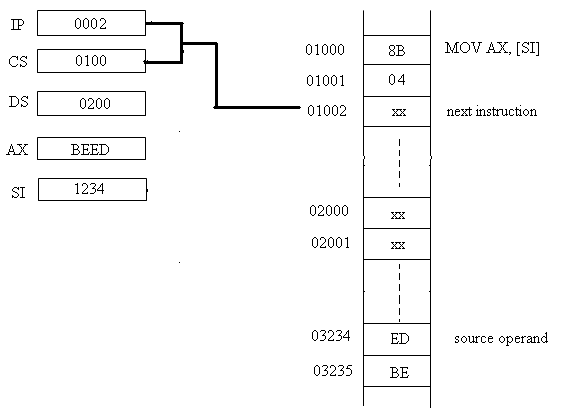 IP 0002
CS 0100
DS 0200
AX BEED
SI 1234
01000 8B MOV AX, [SI]
01001 04
01002 xx next instruction
02000 xx
02001 xx
03234 ED source operand
03235 BE